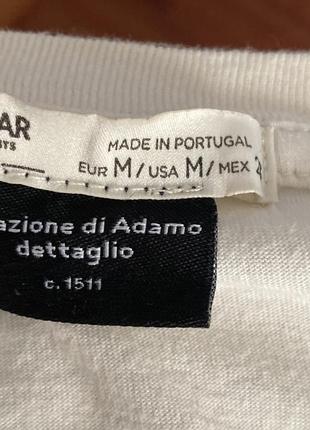 AR
MADE IN PORTUGAL
EUR M / USA M / MEX
azione di Adamo
dettaglio
c.1511